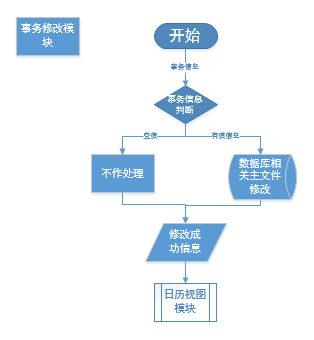 事务修改模
块
开始
事务信息
事务信息
判断
空值
有值信息
不作处理
数据库相
关主文件
修改
修改成
功信息
日历视图
模块